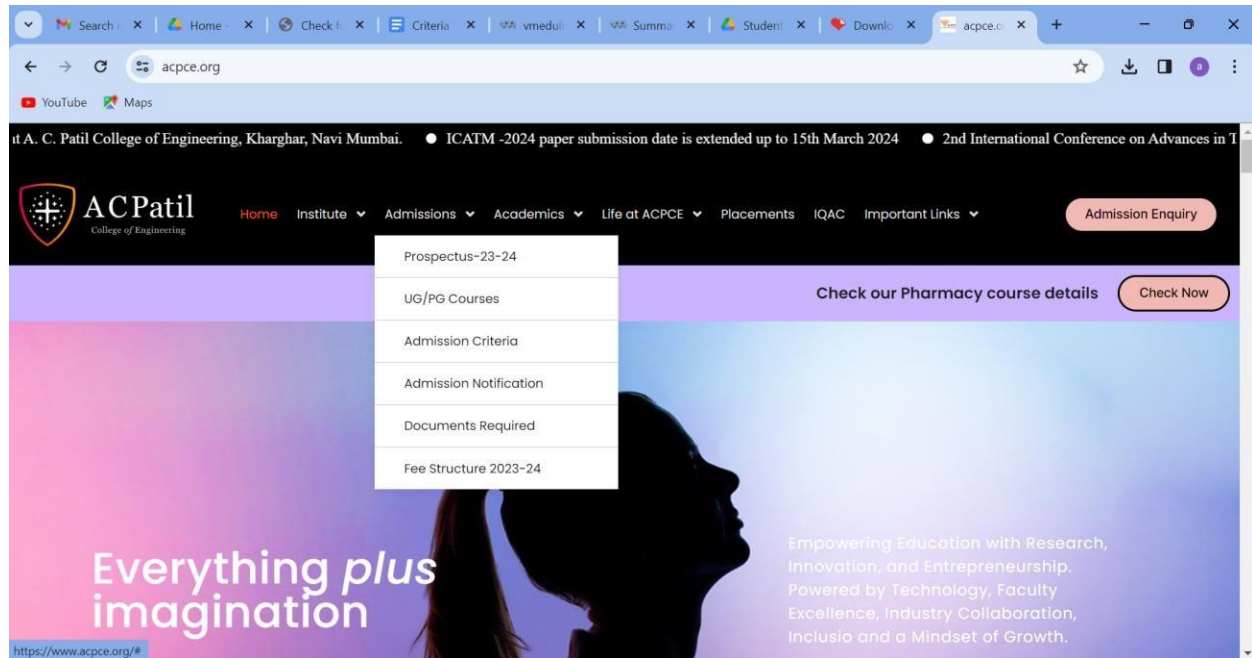 Search
Home -
Check f
Criteria
vmedul
Summa
Student
Downlo
acpce.o
acpce.org
a
YouTube
Maps
at A. C. Patil College of Engineering, Kharghar, Navi Mumbai. ● ICATM -2024 paper submission date is extended up to 15th March 2024 ● 2nd International Conference on Advances in T
ACPatil
College of Engineering
Home Institute Admissions Academics Life at ACPCE Placements IQAC Important Links
Admission Enquiry
Prospectus-23-24
UG/PG Courses
Admission Criteria
Admission Notification
Documents Required
Fee Structure 2023-24
Check our Pharmacy course details
Check Now
Everything plus
imagination
Empowering Education with Research,
Innovation, and Entrepreneurship.
Powered by Technology, Faculty
Excellence, Industry Collaboration,
Inclusio and a Mindset of Growth.
https://www.acpce.org/#